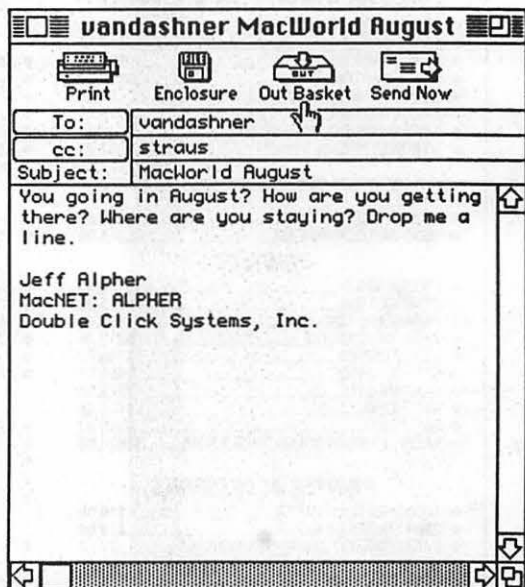 vandashner MacWorld August
Print Enclosure Out Basket Send Now
OUT
To: vandashner
cc: straus
Subject: MacWorld August
You going in August? How are you getting
there? Where are you staying? Drop me a
line.
Jeff Alpher
MacNET: ALPHER
Double Click Systems, Inc.